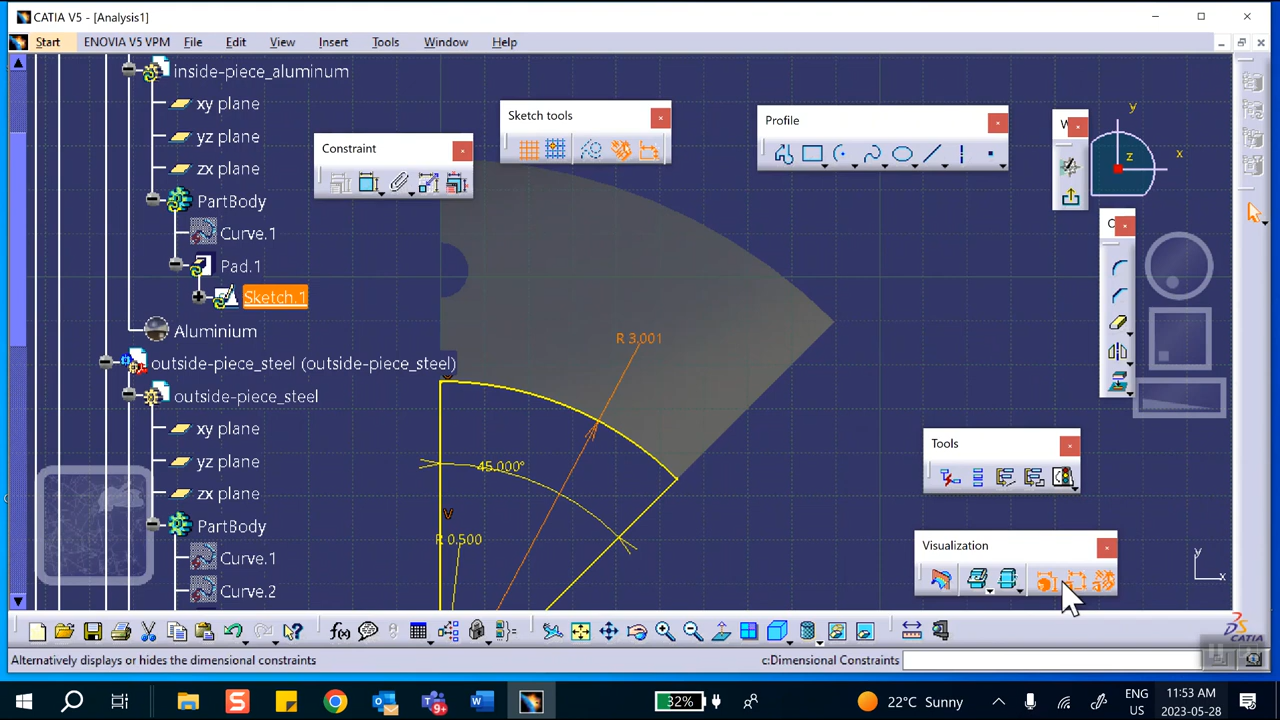 CATIA V5 - [Analysis1]
Start ENOVIA V5 VPM File Edit View Insert Tools Window Help
inside-piece_aluminum
xy plane
yz plane
zx plane
PartBody
Curve.1
Pad.1
Sketch.1
Aluminium
outside-piece_steel (outside-piece_steel)
outside-piece_steel
xy plane
yz plane
zx plane
PartBody
Curve.1
Curve.2
Constraint
Sketch tools
Profile
W
y
x
z
R 3.001
45.000°
V
R 0.500
Tools
Visualization
y
x
f(x)
DS
CATIA
Alternatively displays or hides the dimensional constraints
c:Dimensional Constraints
S
9+
32%
22°C Sunny
ENG
US
11:53 AM
2023-05-28